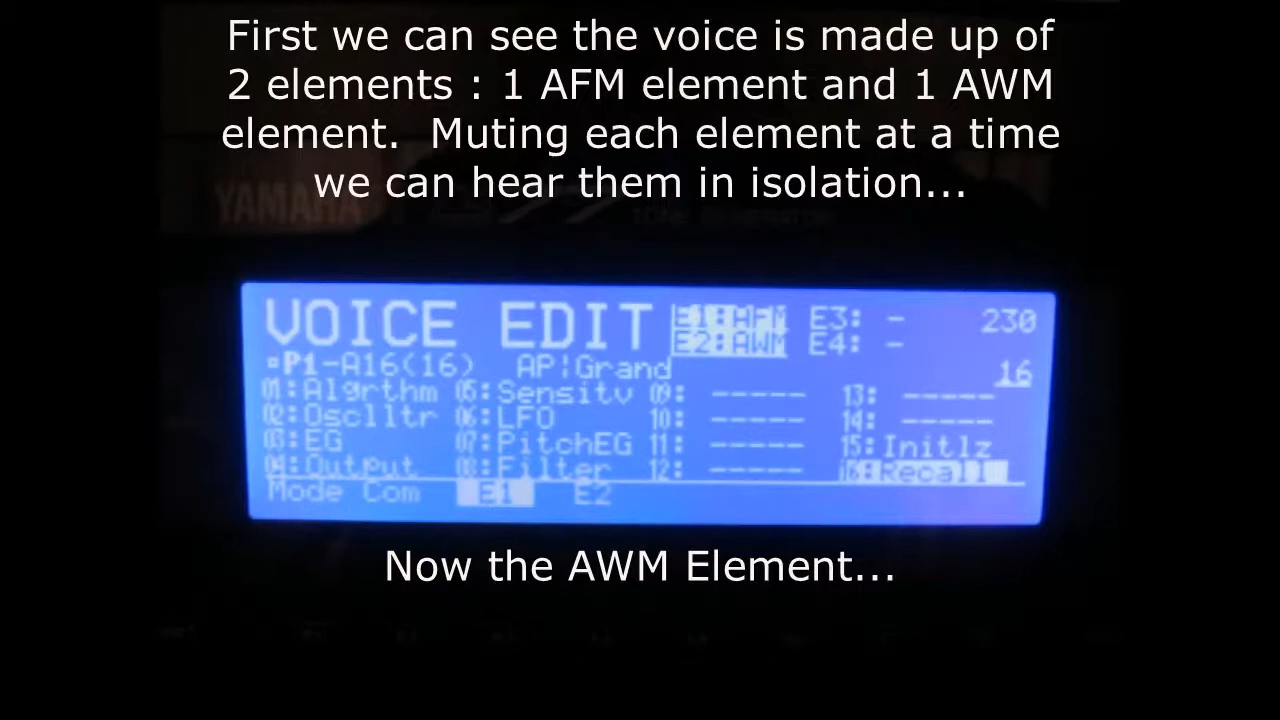 First we can see the voice is made up of
2 elements : 1 AFM element and 1 AWM
element.  Muting each element at a time
we can hear them in isolation...
YAMAHA
VOICE EDIT E1:AFM E3: - 230
E2:AWM E4: -
P1-A16(16) AP¦Grand 16
01:Algrthm 05:Sensitv 09: ----- 13: -----
02:Osclltr 06:LFO 10: ----- 14: -----
03:EG 07:PitchEG 11: ----- 15:Initlz
04:Output 08:Filter 12: ----- 16:Recall
Mode Com E1 E2
Now the AWM Element...